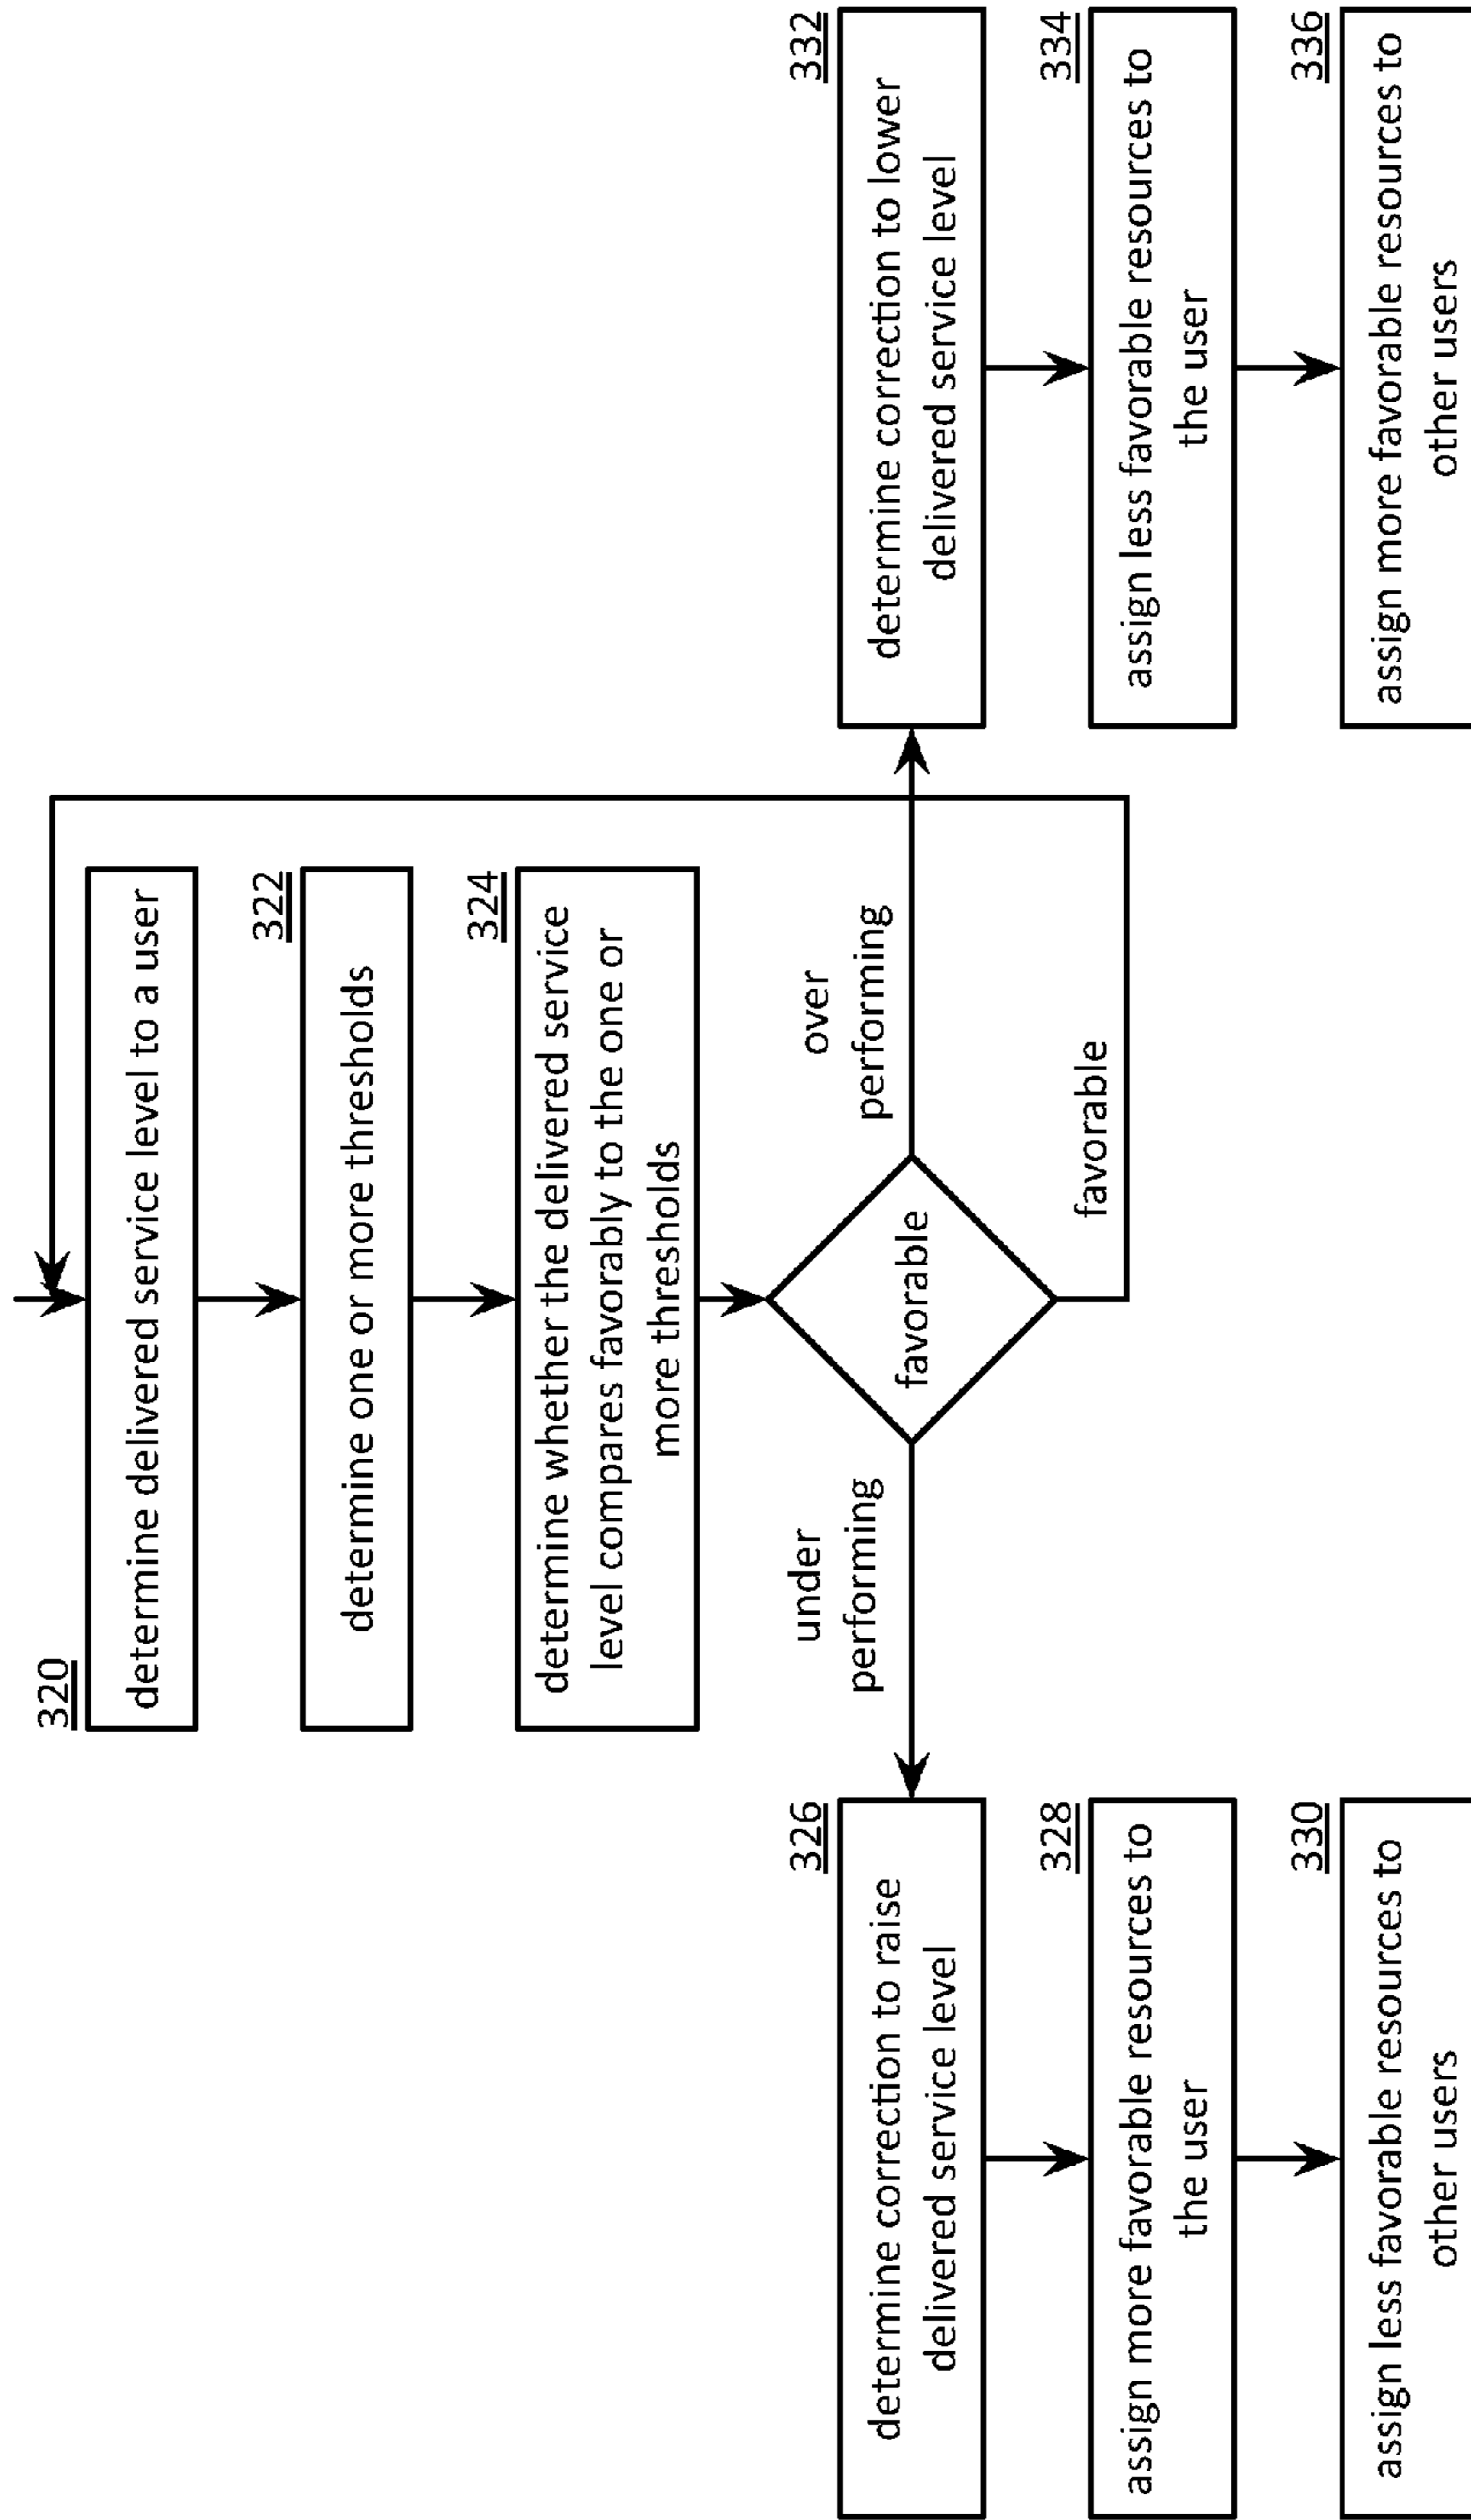 320
determine delivered service level to a user
322
determine one or more thresholds
324
determine whether the delivered service
level compares favorably to the one or
more thresholds
favorable
under
performing
over
performing
favorable
326
determine correction to raise
delivered service level
328
assign more favorable resources to
the user
330
assign less favorable resources to
other users
332
determine correction to lower
delivered service level
334
assign less favorable resources to
the user
336
assign more favorable resources to
other users